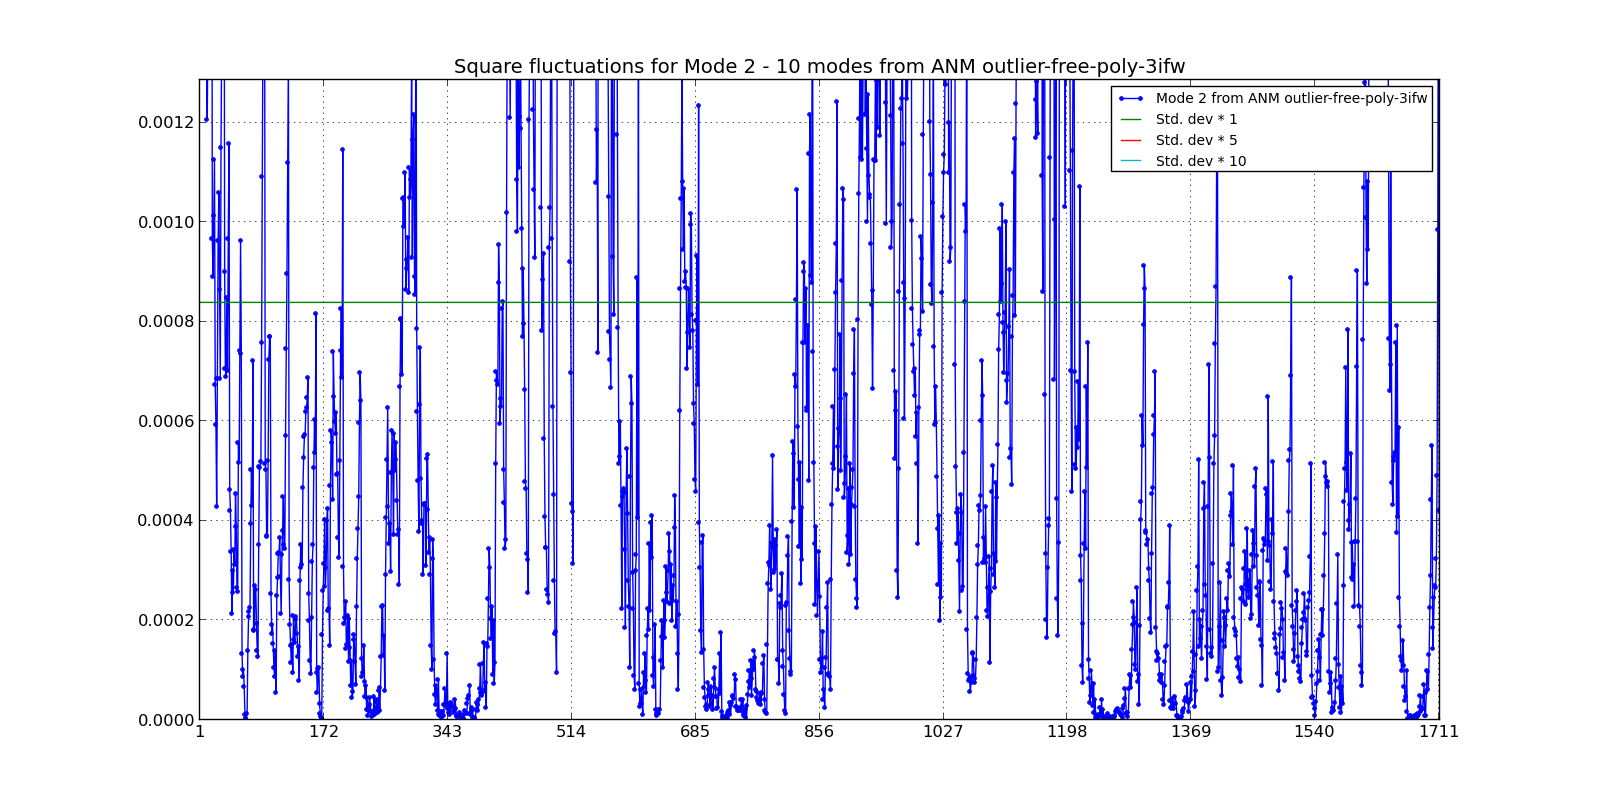 Square fluctuations for Mode 2 - 10 modes from ANM outlier-free-poly-3ifw
Mode 2 from ANM outlier-free-poly-3ifw
Std. dev * 1
Std. dev * 5
Std. dev * 10
0.0012
0.0010
0.0008
0.0006
0.0004
0.0002
0.0000
1 172 343 514 685 856 1027 1198 1369 1540 1711